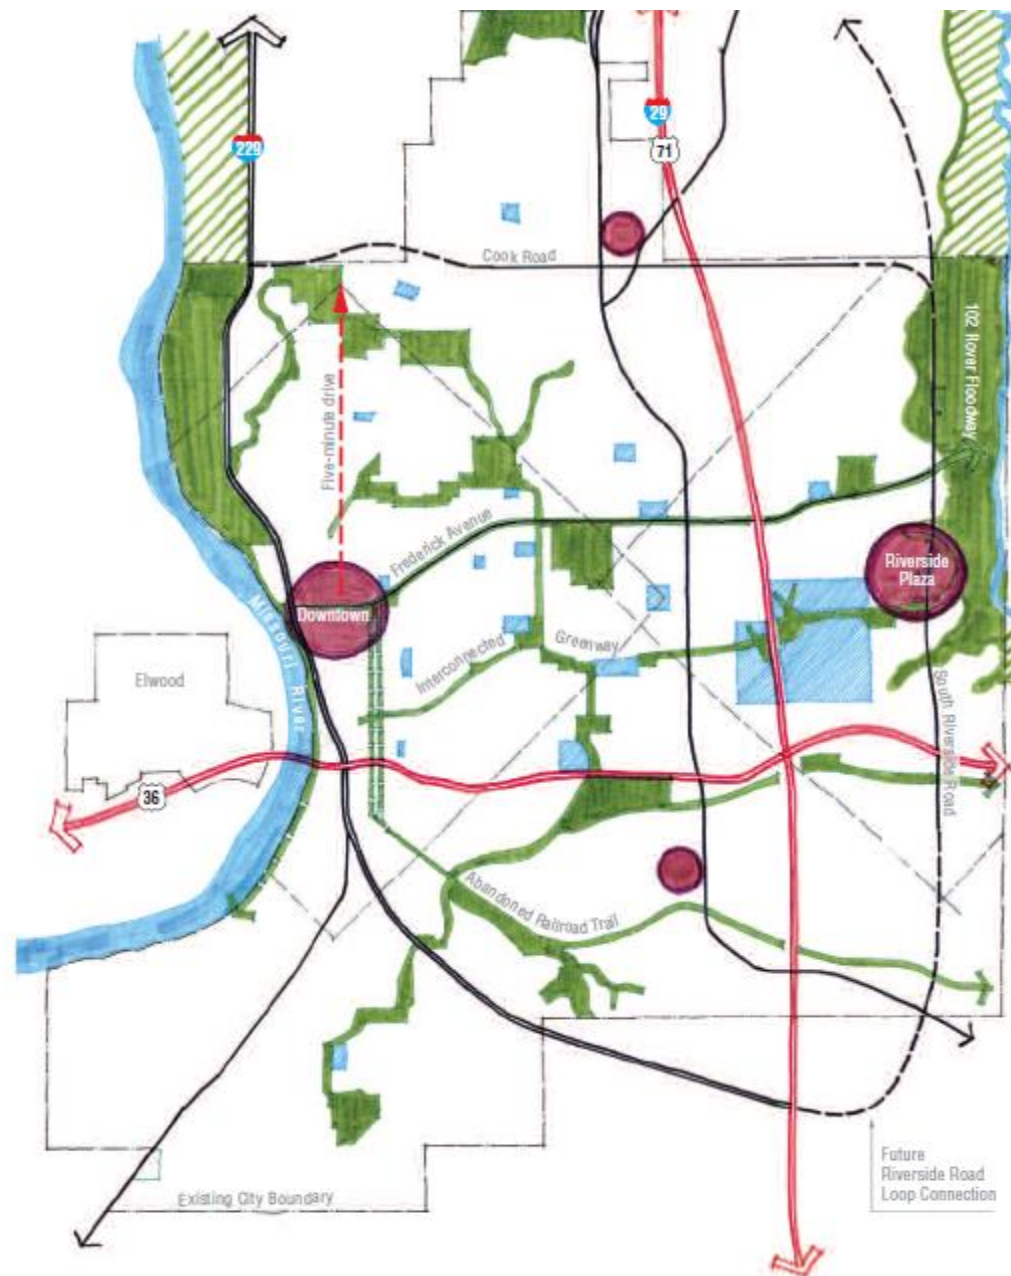 229
29
71
Cook Road
102 River Floodway
Five-minute drive
Frederick Avenue
Riverside
Plaza
Downtown
Missouri River
Interconnected
Greenway
Elwood
South Riverside Road
36
Abandoned Railroad Trail
Future
Riverside Road
Loop Connection
Existing City Boundary